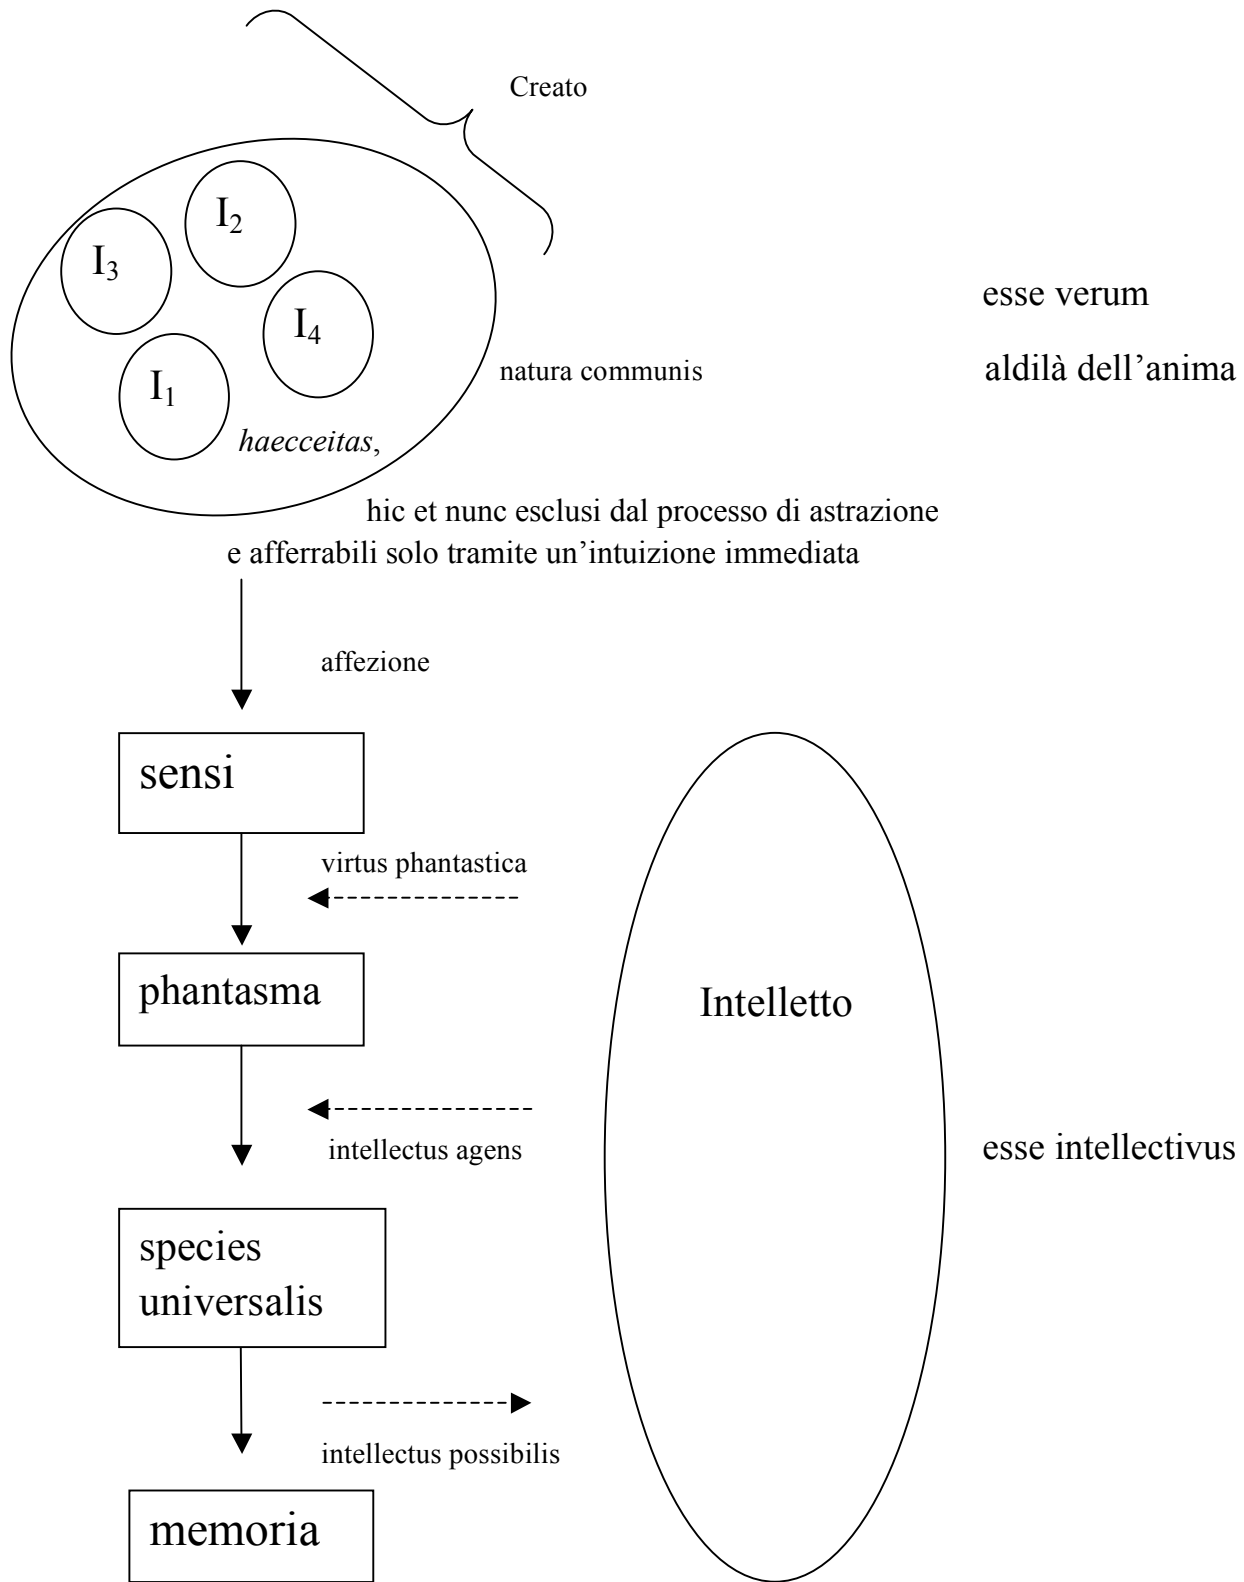 Creato
I₂
I₃
I₄
I₁
esse verum
natura communis
aldilà dell’anima
haecceitas,
hic et nunc esclusi dal processo di astrazione
e afferrabili solo tramite un’intuizione immediata
affezione
sensi
virtus phantastica
phantasma
Intelletto
intellectus agens
esse intellectivus
species
universalis
intellectus possibilis
memoria